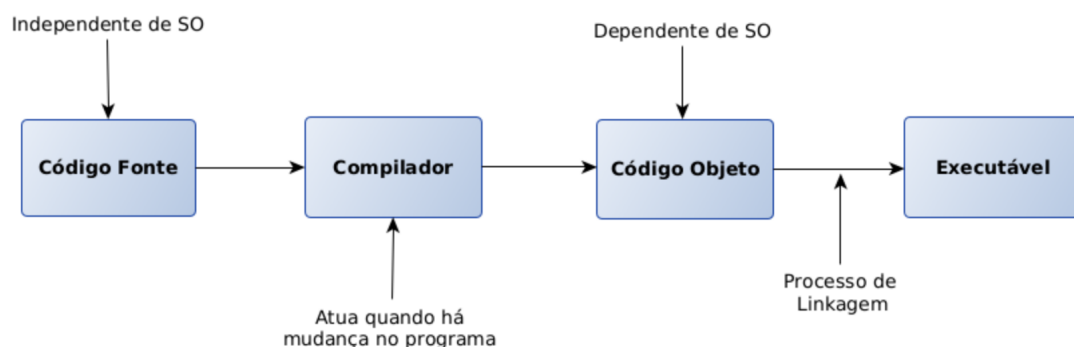 Independente de SO
Dependente de SO
Código Fonte
Compilador
Código Objeto
Executável
Atua quando há
mudança no programa
Processo de
Linkagem